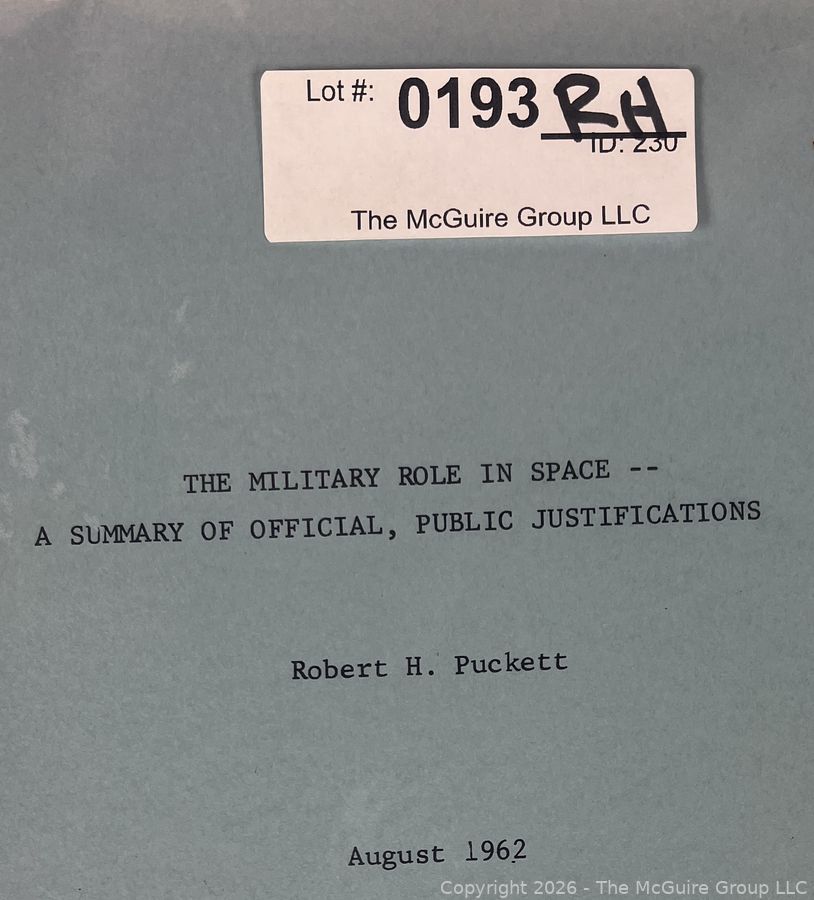 Lot #: 0193 RH
ID: 230
The McGuire Group LLC
THE MILITARY ROLE IN SPACE --
A SUMMARY OF OFFICIAL, PUBLIC JUSTIFICATIONS
Robert H. Puckett
August 1962
Copyright 2026 - The McGuire Group LLC